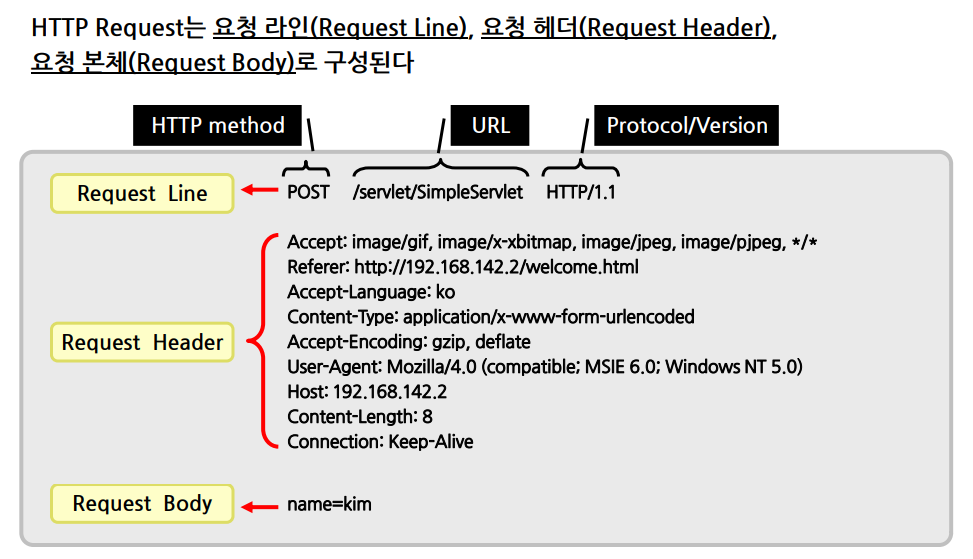 HTTP Request는 요청 라인(Request Line), 요청 헤더(Request Header),
요청 본체(Request Body)로 구성된다
HTTP method URL Protocol/Version
Request Line POST /servlet/SimpleServlet HTTP/1.1
Accept: image/gif, image/x-xbitmap, image/jpeg, image/pjpeg, */*
Referer: http://192.168.142.2/welcome.html
Accept-Language: ko
Content-Type: application/x-www-form-urlencoded
Request Header Accept-Encoding: gzip, deflate
User-Agent: Mozilla/4.0 (compatible; MSIE 6.0; Windows NT 5.0)
Host: 192.168.142.2
Content-Length: 8
Connection: Keep-Alive
Request Body name=kim